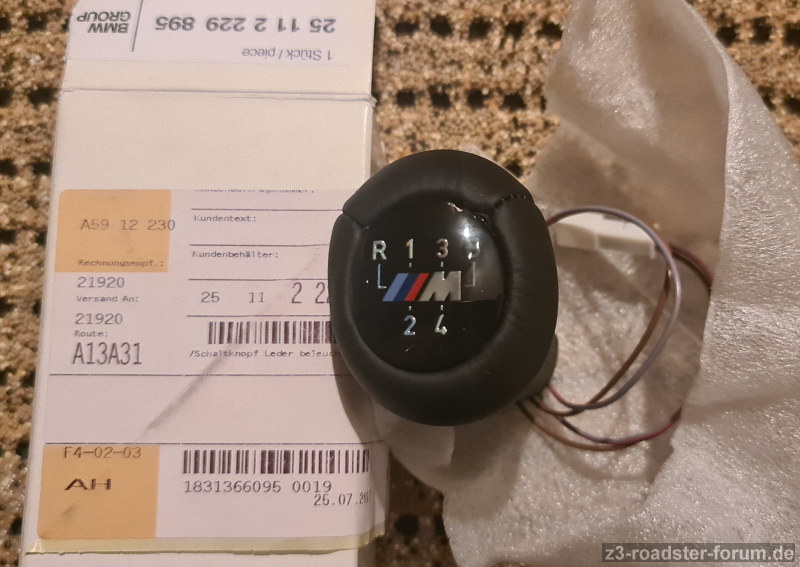 BMW
GROUP
25 11 2 229 895
1 Stück/piece
A59 12 230
Kundentext:
Kundenbehälter:
Rechnungsempf.:
21920
Versand An:
25 11 2 22
21920
Route:
A13A31
/Schaltknopf Leder beleuch
F4-02-03
AH
1831366095 0019
25.07.20
R 1 3
M
2 4
z3-roadster-forum.de